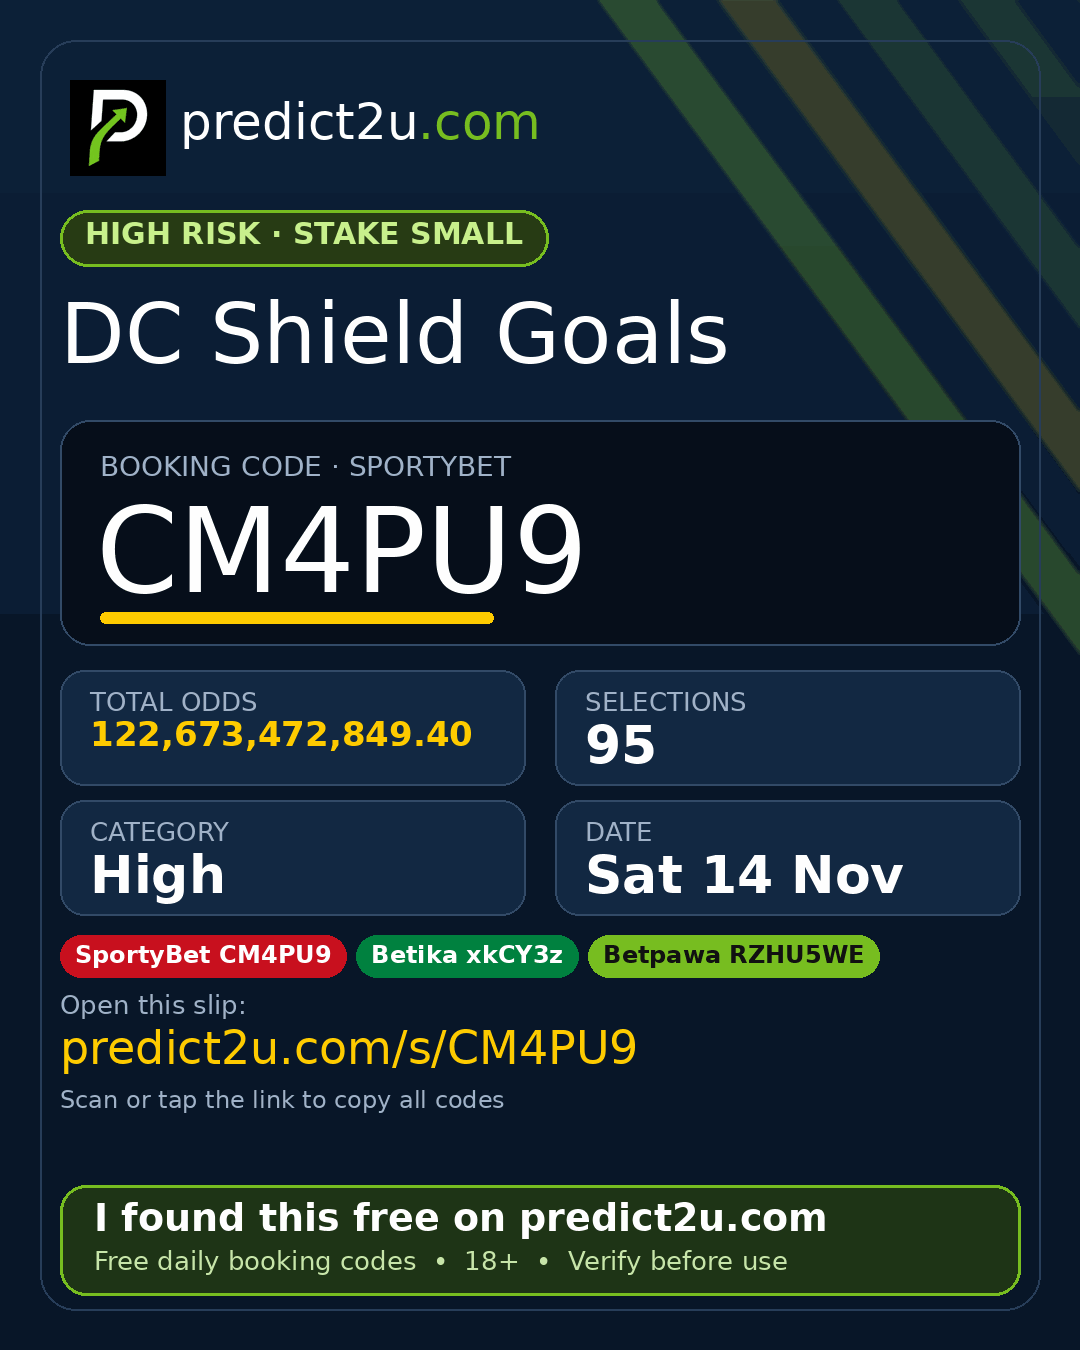 predict2u.com
HIGH RISK · STAKE SMALL
DC Shield Goals
BOOKING CODE · SPORTYBET
CM4PU9
TOTAL ODDS
122,673,472,849.40
SELECTIONS
95
CATEGORY
High
DATE
Sat 14 Nov
SportyBet CM4PU9 Betika xkCY3z Betpawa RZHU5WE
Open this slip:
predict2u.com/s/CM4PU9
Scan or tap the link to copy all codes
I found this free on predict2u.com
Free daily booking codes • 18+ • Verify before use